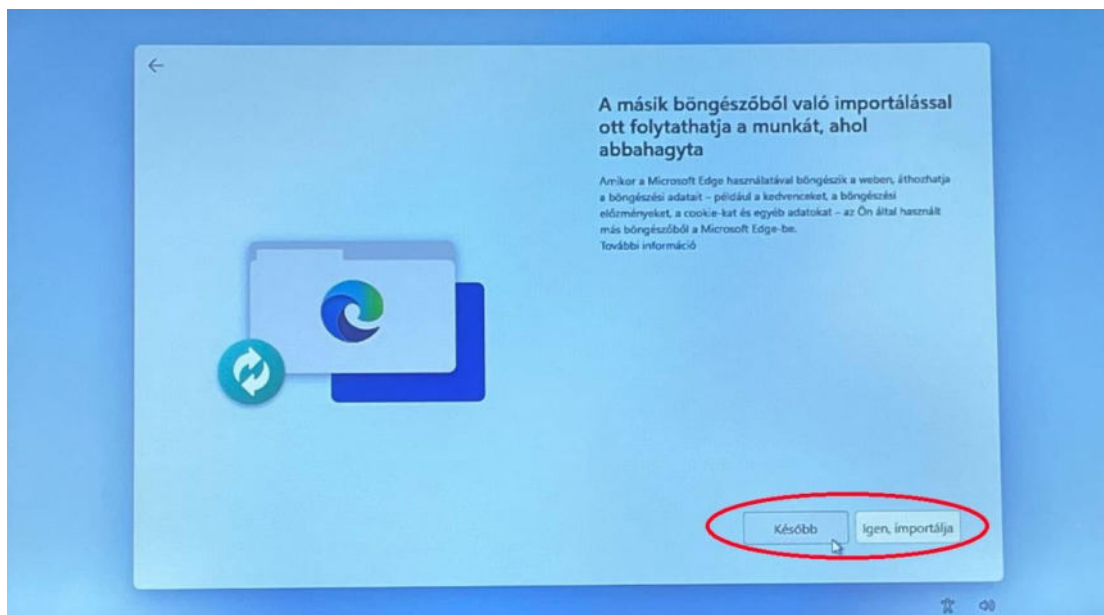 A másik böngészőből való importálással
ott folytathatja a munkát, ahol
abbahagyta
Amikor a Microsoft Edge használatával böngészik a weben, áthozhatja
a böngészési adatait – például a kedvenceket, a böngészési
előzményeket, a cookie-kat és egyéb adatokat – az Ön által használt
más böngészőből a Microsoft Edge-be.
További információ
Később
Igen, importálja